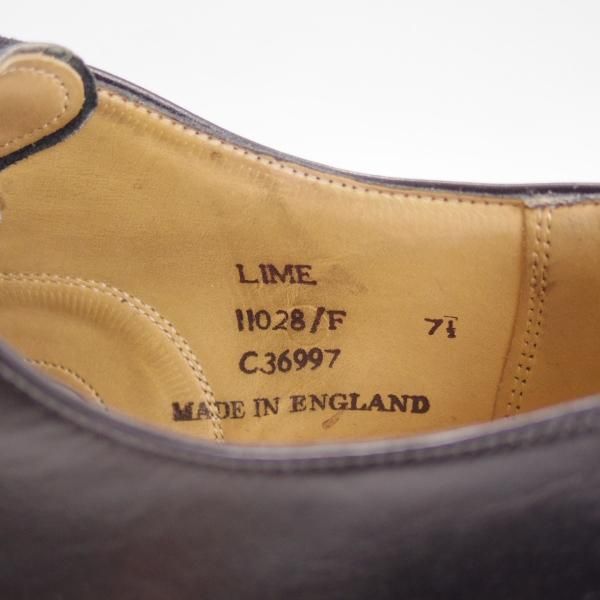 LIME
11028/F 7½
C36997
MADE IN ENGLAND